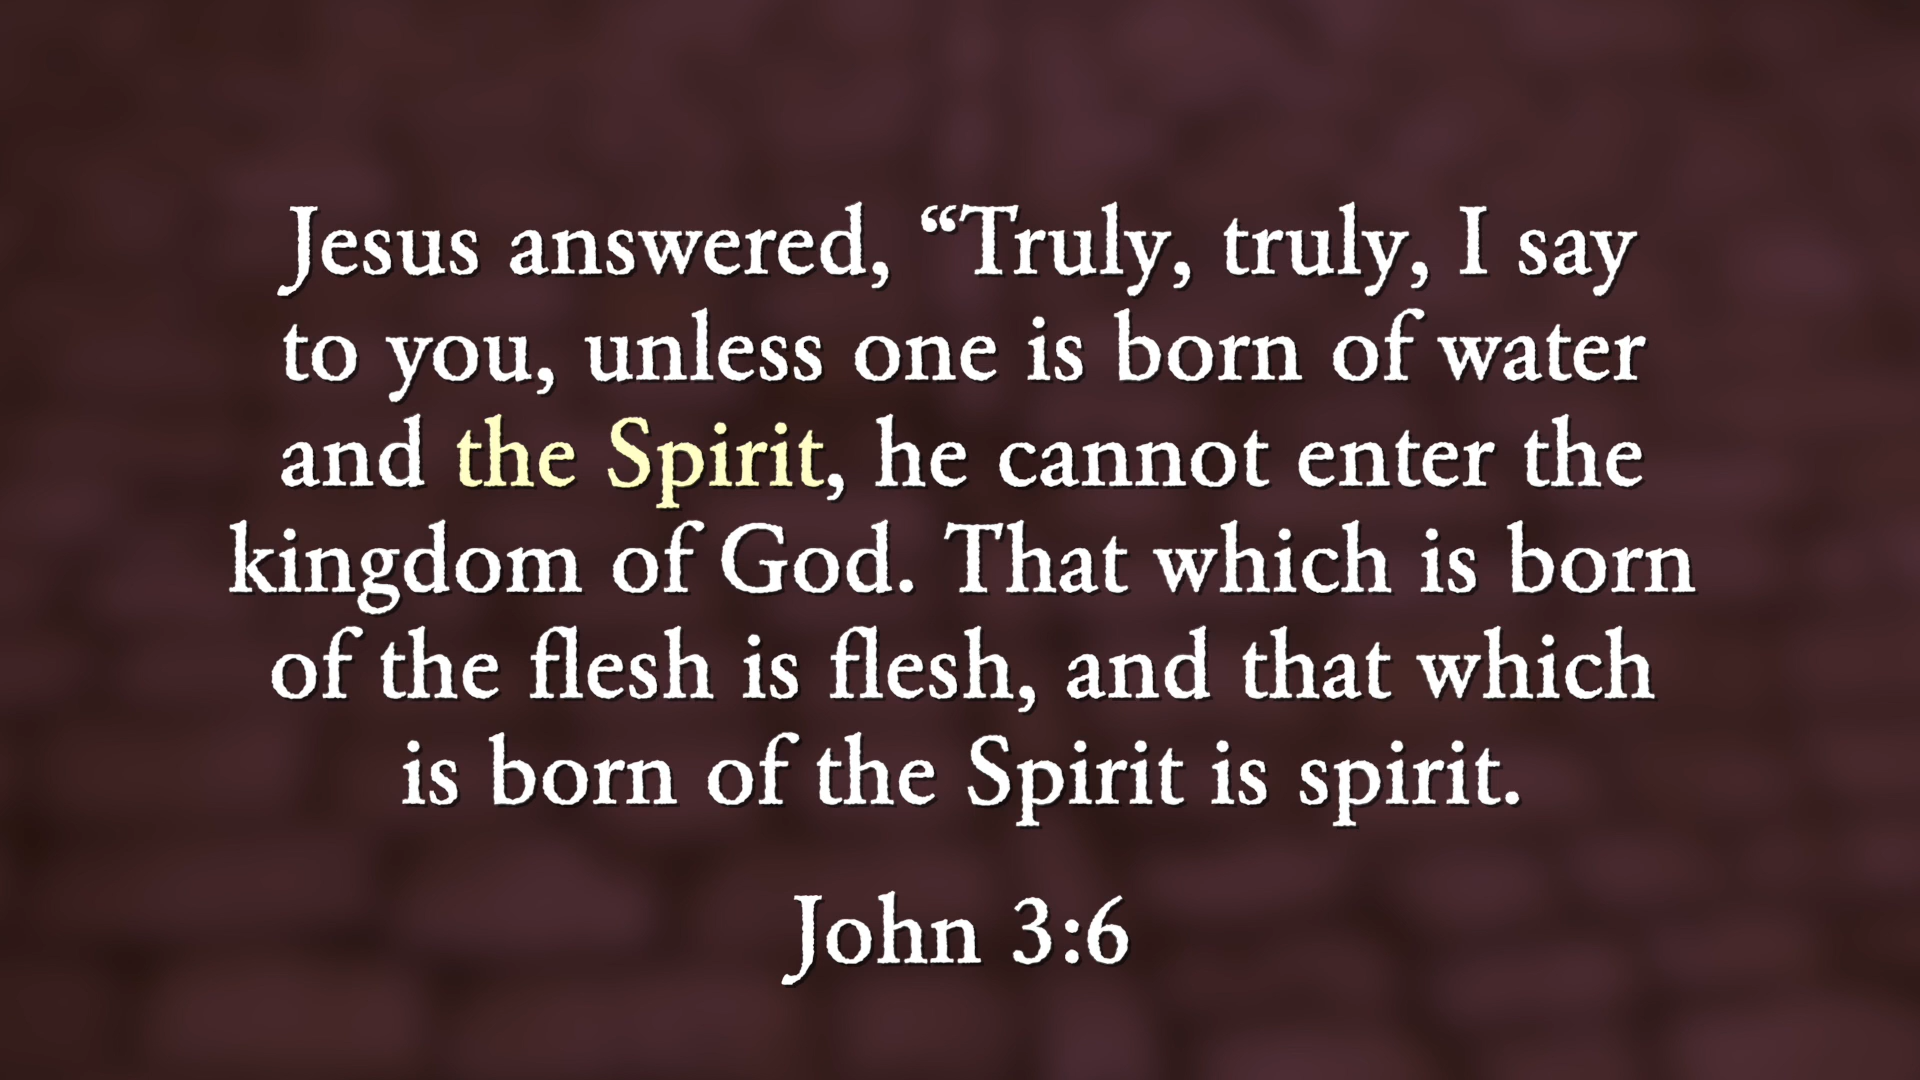 Jesus answered, “Truly, truly, I say
to you, unless one is born of water
and the Spirit, he cannot enter the
kingdom of God. That which is born
of the flesh is flesh, and that which
is born of the Spirit is spirit.
John 3:6